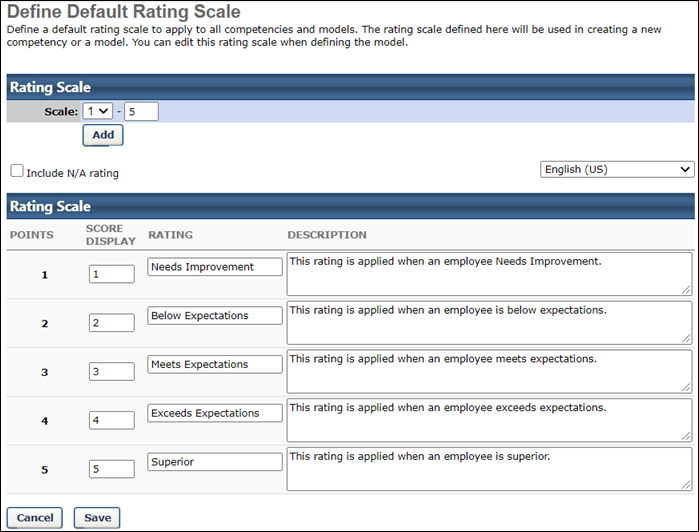 Define Default Rating Scale
Define a default rating scale to apply to all competencies and models. The rating scale defined here will be used in creating a new
competency or a model. You can edit this rating scale when defining the model.
Rating Scale
Scale: 1 - 5
Add
Include N/A rating
English (US)
Rating Scale
POINTS SCORE DISPLAY RATING DESCRIPTION
1 1 Needs Improvement This rating is applied when an employee Needs Improvement.
2 2 Below Expectations This rating is applied when an employee is below expectations.
3 3 Meets Expectations This rating is applied when an employee meets expectations.
4 4 Exceeds Expectations This rating is applied when an employee exceeds expectations.
5 5 Superior This rating is applied when an employee is superior.
Cancel Save